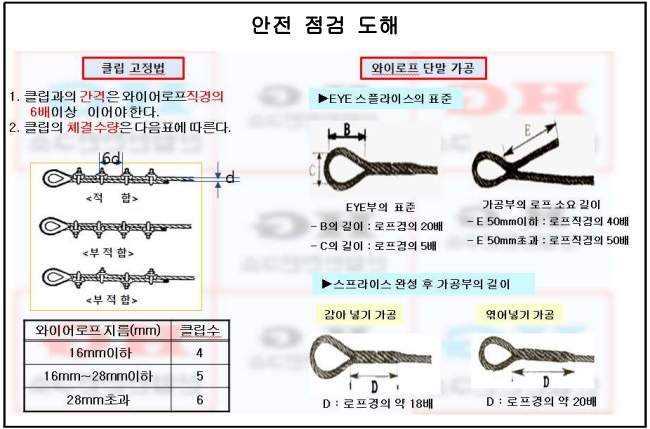 안전 점검 도해
클립 고정법
1. 클립과의 간격은 와이어로프직경의
6배이상 이어야한다.
2. 클립의 체결수량은 다음표에 따른다.
6d
d
<적 합>
<부 적 합>
<부 적 합>
와이어로프 지름(mm) 클립수
16mm이하 4
16mm~28mm이하 5
28mm초과 6
와이로프 단말 가공
▶EYE 스플라이스의 표준
B
C
E
EYE부의 표준
- B의 길이 : 로프경의 20배
- C의 길이 : 로프경의 5배
가공부의 로프 소요 길이
- E 50mm이하 : 로프직경의 40배
- E 50mm초과 : 로프직경의 50배
▶스프라이스 완성 후 가공부의 길이
감아 넣기 가공
엮어넣기 가공
D
D
D : 로프경의 약 18배
D : 로프경의 약 20배
HG